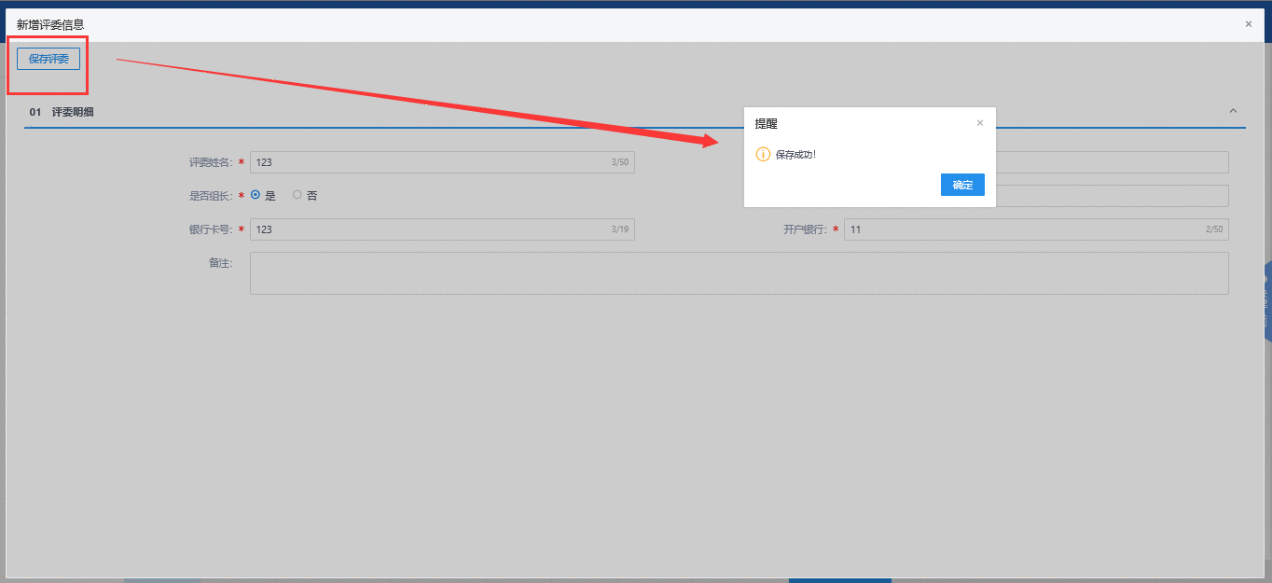 新增评委信息
保存评委
01 评委明细
提醒
保存成功!
确定
评委姓名: * 123 3/50
是否组长: * 是 否
银行卡号: * 123 3/19
开户银行: * 11 2/50
备注: